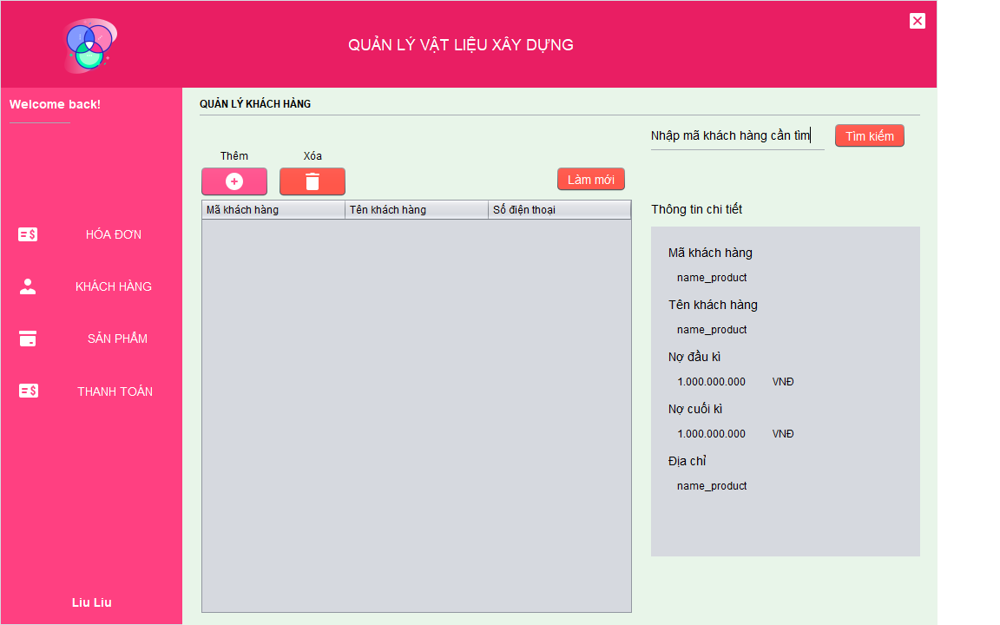 QUẢN LÝ VẬT LIỆU XÂY DỰNG
Welcome back!
HÓA ĐƠN
KHÁCH HÀNG
SẢN PHẨM
THANH TOÁN
Liu Liu
QUẢN LÝ KHÁCH HÀNG
Nhập mã khách hàng cần tìm
Tìm kiếm
Thêm
Xóa
Làm mới
Mã khách hàng
Tên khách hàng
Số điện thoại
Thông tin chi tiết
Mã khách hàng
name_product
Tên khách hàng
name_product
Nợ đầu kì
1.000.000.000 VNĐ
Nợ cuối kì
1.000.000.000 VNĐ
Địa chỉ
name_product